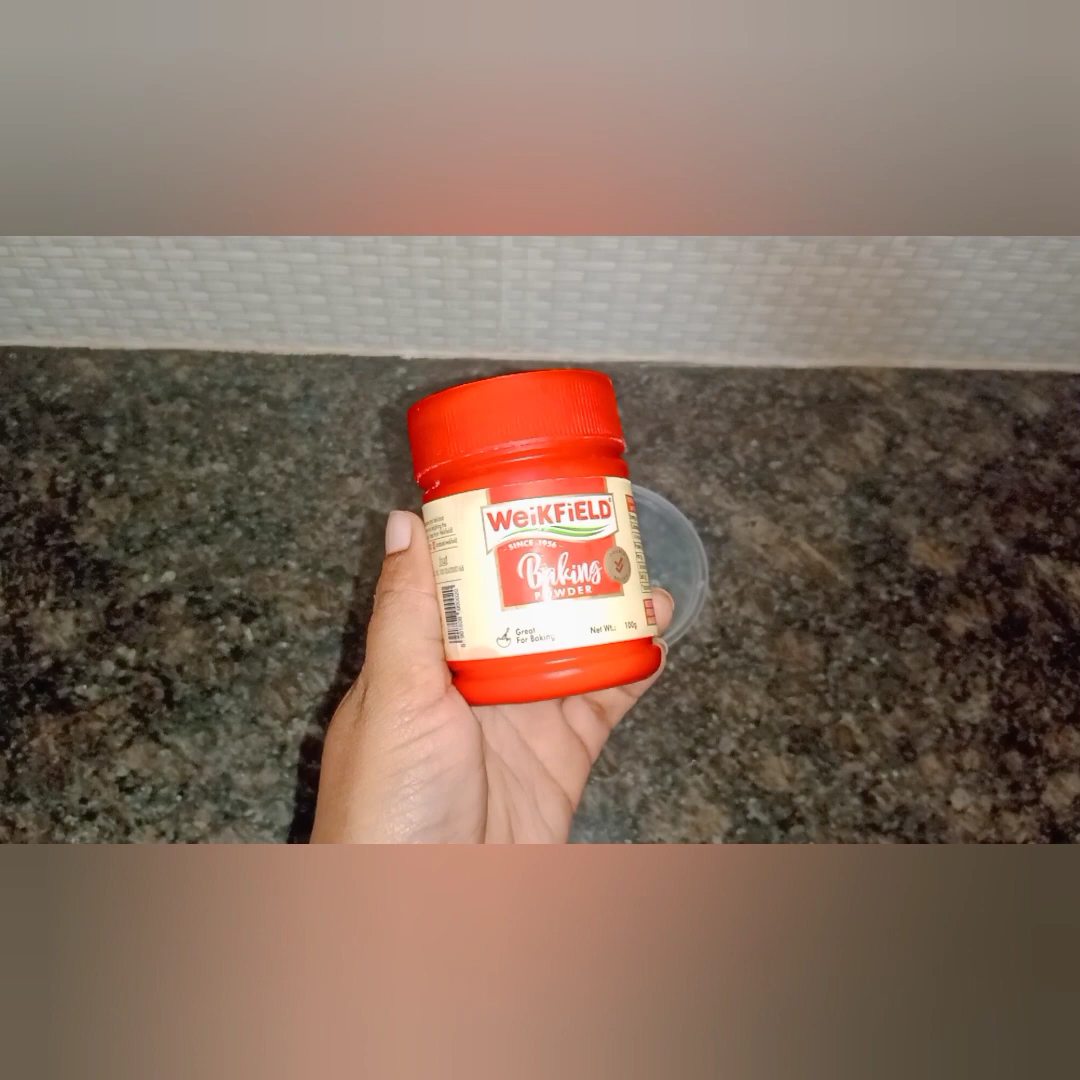 WeiKFiELD
SINCE 1956
Baking
POWDER
Great
For Baking
Net Wt.: 100g